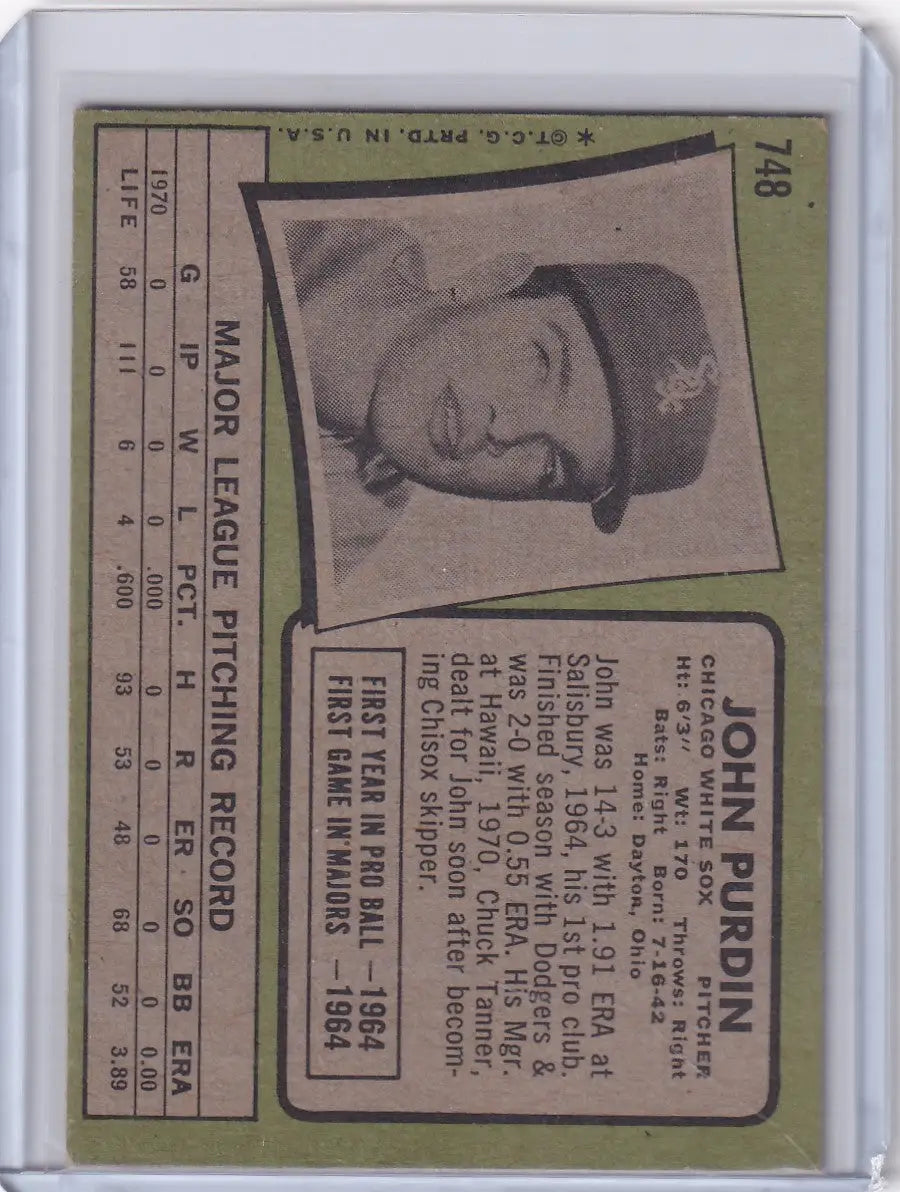 748
✶ © T.C.G. PRTD. IN U.S.A.
JOHN PURDIN
CHICAGO WHITE SOX PITCHER
Ht: 6'3" Wt: 170 Throws: Right
Bats: Right Born: 7-16-42
Home: Dayton, Ohio
John was 14-3 with 1.91 ERA at
Salisbury, 1964, his 1st pro club.
Finished season with Dodgers &
was 2-0 with 0.55 ERA. His Mgr.
at Hawaii, 1970, Chuck Tanner,
dealt for John soon after becom-
ing Chisox skipper.
FIRST YEAR IN PRO BALL —1964
FIRST GAME IN MAJORS —1964
MAJOR LEAGUE PITCHING RECORD
G IP W L PCT. H R ER SO BB ERA
1970 0 0 0 0 .000 0 0 0 0 0 0.00
LIFE 58 111 6 4 .600 93 53 48 68 52 3.89